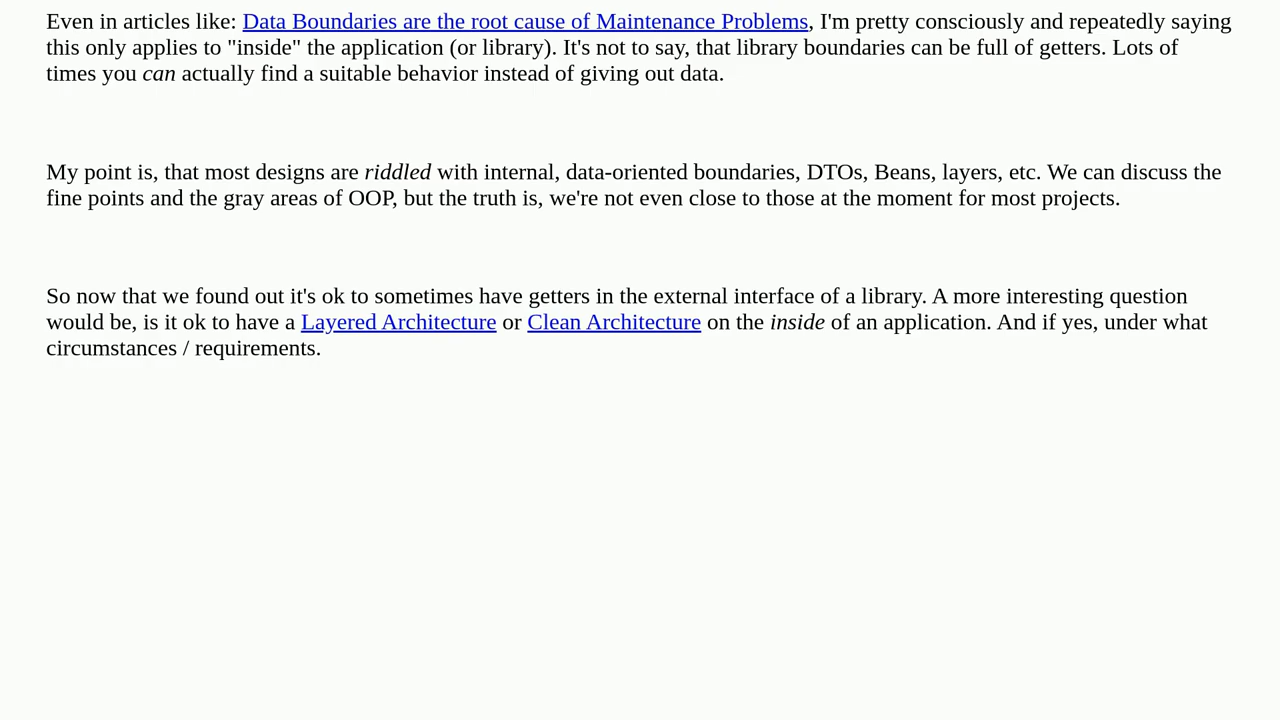 Even in articles like: Data Boundaries are the root cause of Maintenance Problems, I'm pretty consciously and repeatedly saying
this only applies to "inside" the application (or library). It's not to say, that library boundaries can be full of getters. Lots of
times you can actually find a suitable behavior instead of giving out data.
My point is, that most designs are riddled with internal, data-oriented boundaries, DTOs, Beans, layers, etc. We can discuss the
fine points and the gray areas of OOP, but the truth is, we're not even close to those at the moment for most projects.
So now that we found out it's ok to sometimes have getters in the external interface of a library. A more interesting question
would be, is it ok to have a Layered Architecture or Clean Architecture on the inside of an application. And if yes, under what
circumstances / requirements.